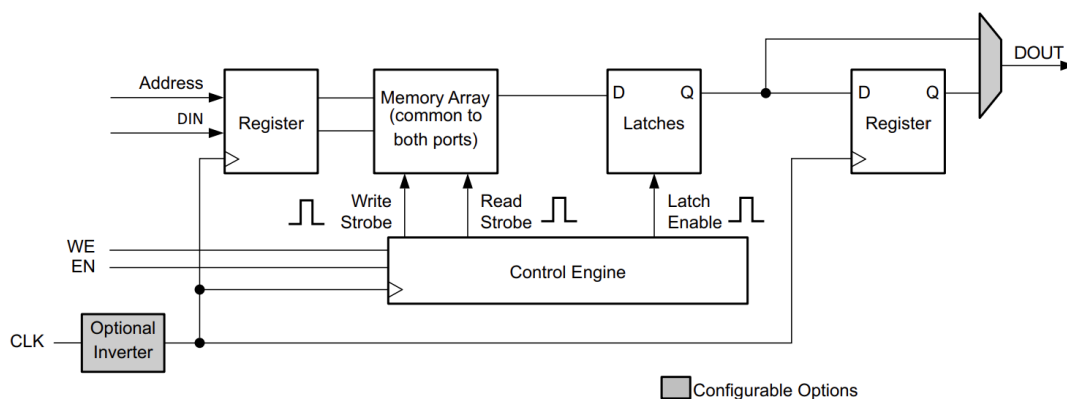 Address
DIN
Register
Memory Array
(common to
both ports)
D
Q
Latches
D
Q
Register
DOUT
Write
Strobe
Read
Strobe
Latch
Enable
WE
EN
Control Engine
CLK
Optional
Inverter
Configurable Options